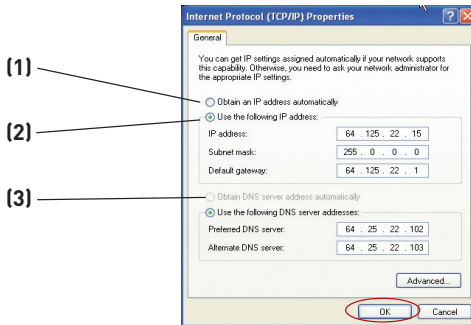 Internet Protocol (TCP/IP) Properties
General
You can get IP settings assigned automatically if your network supports
this capability. Otherwise, you need to ask your network administrator for
the appropriate IP settings.
(1)
Obtain an IP address automatically
(2)
Use the following IP address:
IP address: 64 . 125 . 22 . 15
Subnet mask: 255 . 0 . 0 . 0
Default gateway: 64 . 125 . 22 . 1
(3)
Obtain DNS server address automatically
Use the following DNS server addresses:
Preferred DNS server: 64 . 25 . 22 . 102
Alternate DNS server: 64 . 25 . 22 . 103
Advanced...
OK Cancel